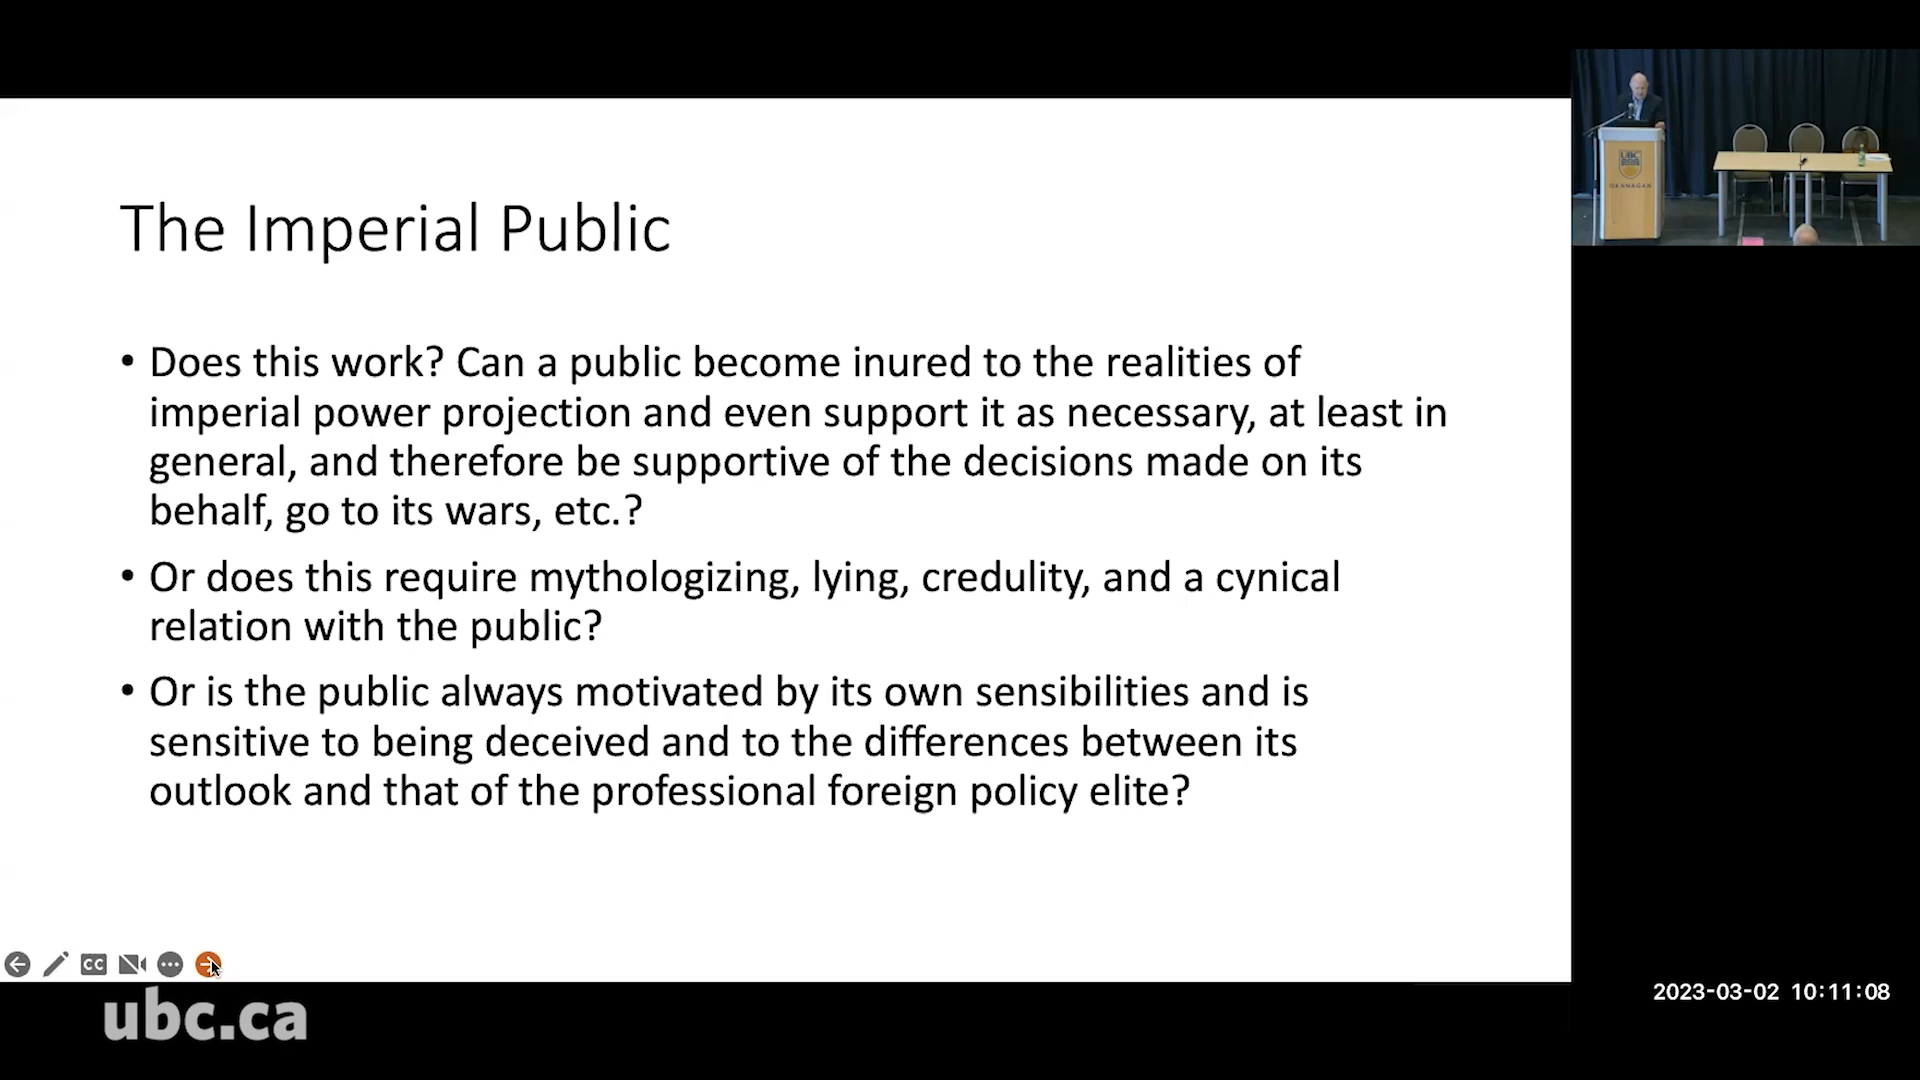 The Imperial Public
• Does this work? Can a public become inured to the realities of
imperial power projection and even support it as necessary, at least in
general, and therefore be supportive of the decisions made on its
behalf, go to its wars, etc.?
• Or does this require mythologizing, lying, credulity, and a cynical
relation with the public?
• Or is the public always motivated by its own sensibilities and is
sensitive to being deceived and to the differences between its
outlook and that of the professional foreign policy elite?
CC
ubc.ca
UBC
OKANAGAN
2023-03-02 10:11:08